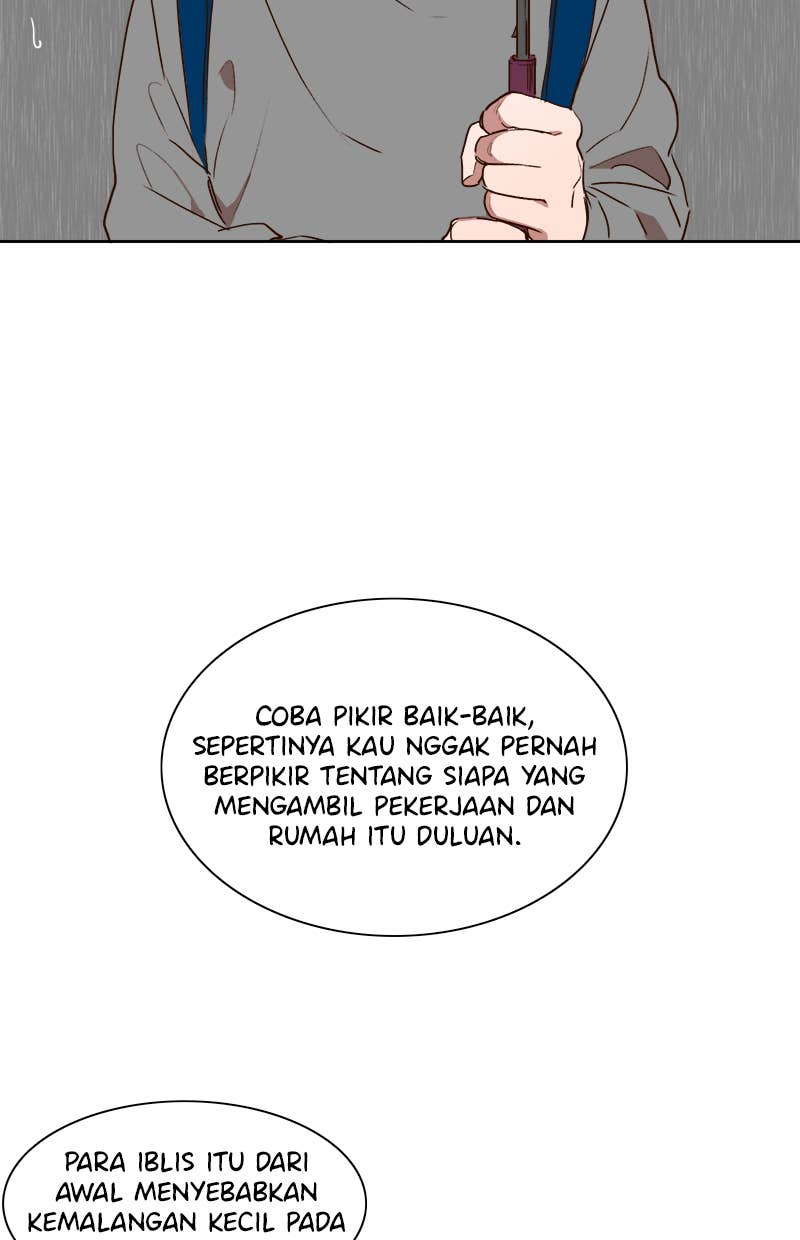 COBA PIKIR BAIK-BAIK,
SEPERTINYA KAU NGGAK PERNAH
BERPIKIR TENTANG SIAPA YANG
MENGAMBIL PEKERJAAN DAN
RUMAH ITU DULUAN.
PARA IBLIS ITU DARI
AWAL MENYEBABKAN
KEMALANGAN KECIL PADA